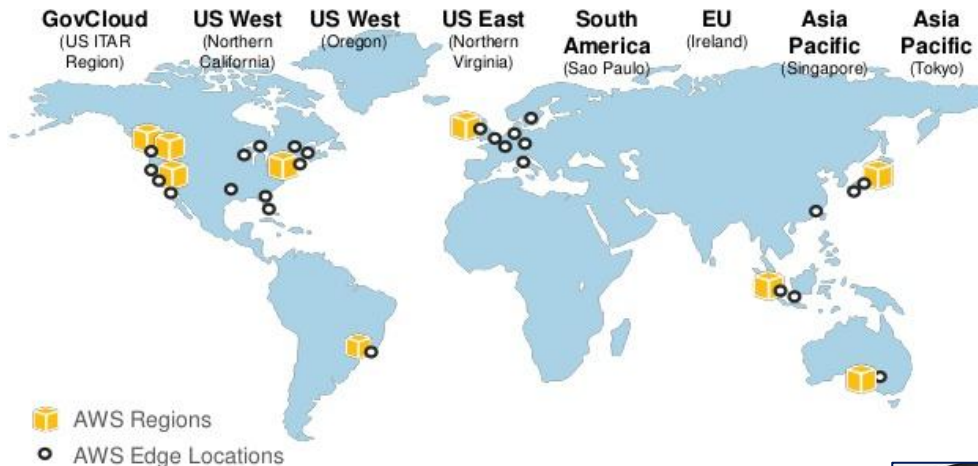 GovCloud
(US ITAR
Region)
US West
(Northern
California)
US West
(Oregon)
US East
(Northern
Virginia)
South
America
(Sao Paulo)
EU
(Ireland)
Asia
Pacific
(Singapore)
Asia
Pacific
(Tokyo)
AWS Regions
AWS Edge Locations